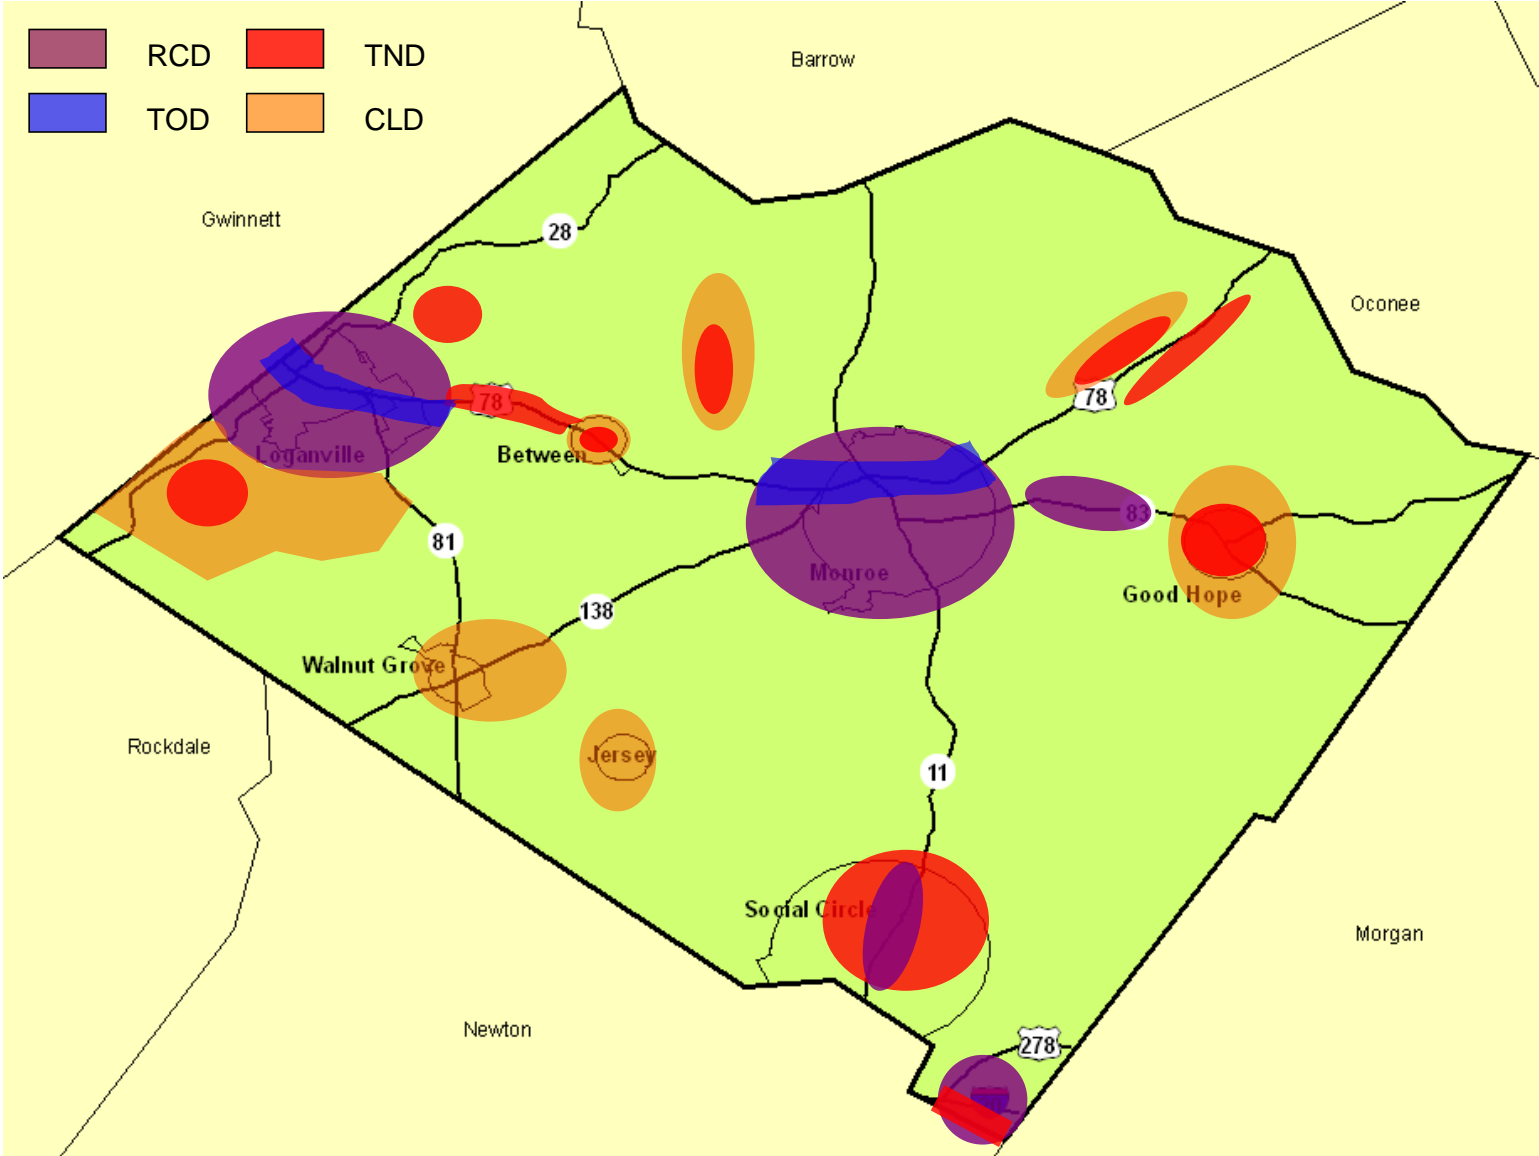 RCD
TND
TOD
CLD
Barrow
Gwinnett
28
Oconee
78
78
Loganville
Between
83
81
Monroe
Good Hope
138
Walnut Grove
Rockdale
Jersey
11
Social Circle
Morgan
Newton
278